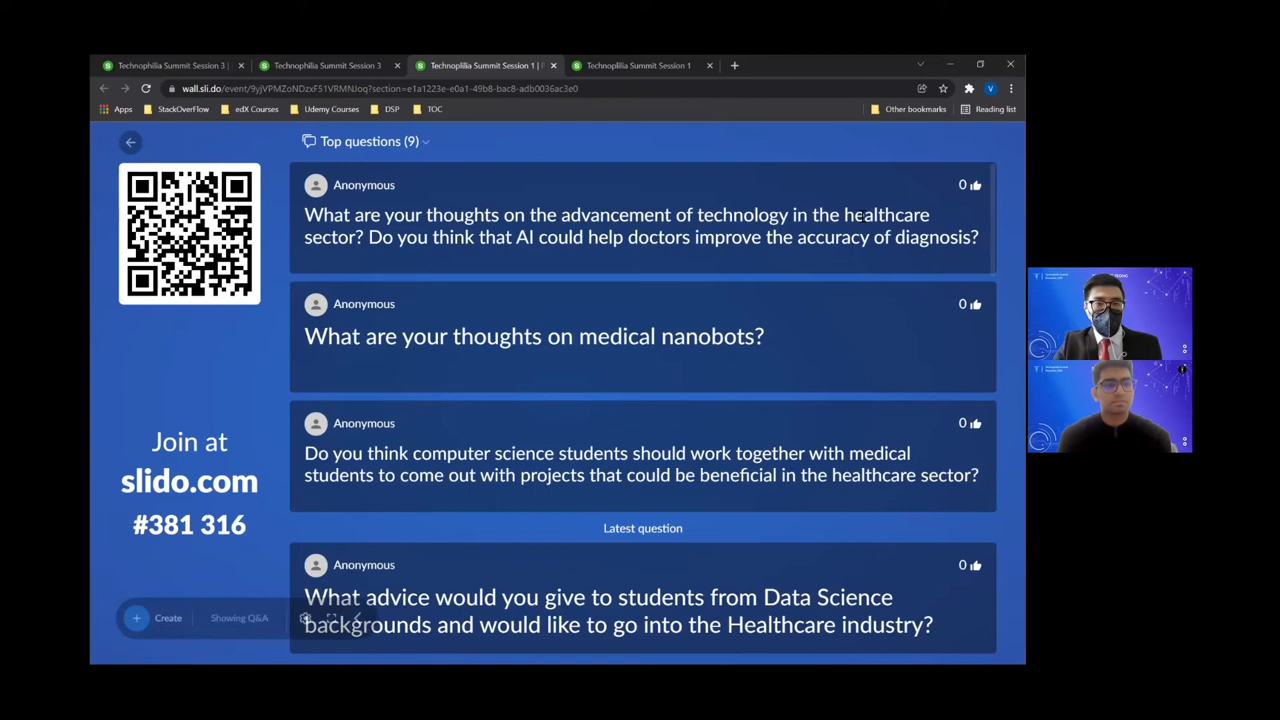 Technophilia Summit Session 3 |
Technophilia Summit Session 3
Technoplilia Summit Session 1 | P
Technoplilia Summit Session 1
wall.sli.do/event/9yjVPMZoNDzxF51VRMNJoq?section=e1a1223e-e0a1-49b8-bac8-adb0036ac3e0
V
Apps
StackOverFlow
edX Courses
Udemy Courses
DSP
TOC
Other bookmarks
Reading list
Top questions (9)
Anonymous
0
What are your thoughts on the advancement of technology in the healthcare
sector? Do you think that AI could help doctors improve the accuracy of diagnosis?
Anonymous
0
What are your thoughts on medical nanobots?
Anonymous
0
Do you think computer science students should work together with medical
students to come out with projects that could be beneficial in the healthcare sector?
Join at
slido.com
#381 316
Latest question
Anonymous
0
What advice would you give to students from Data Science
backgrounds and would like to go into the Healthcare industry?
Create
Showing Q&A